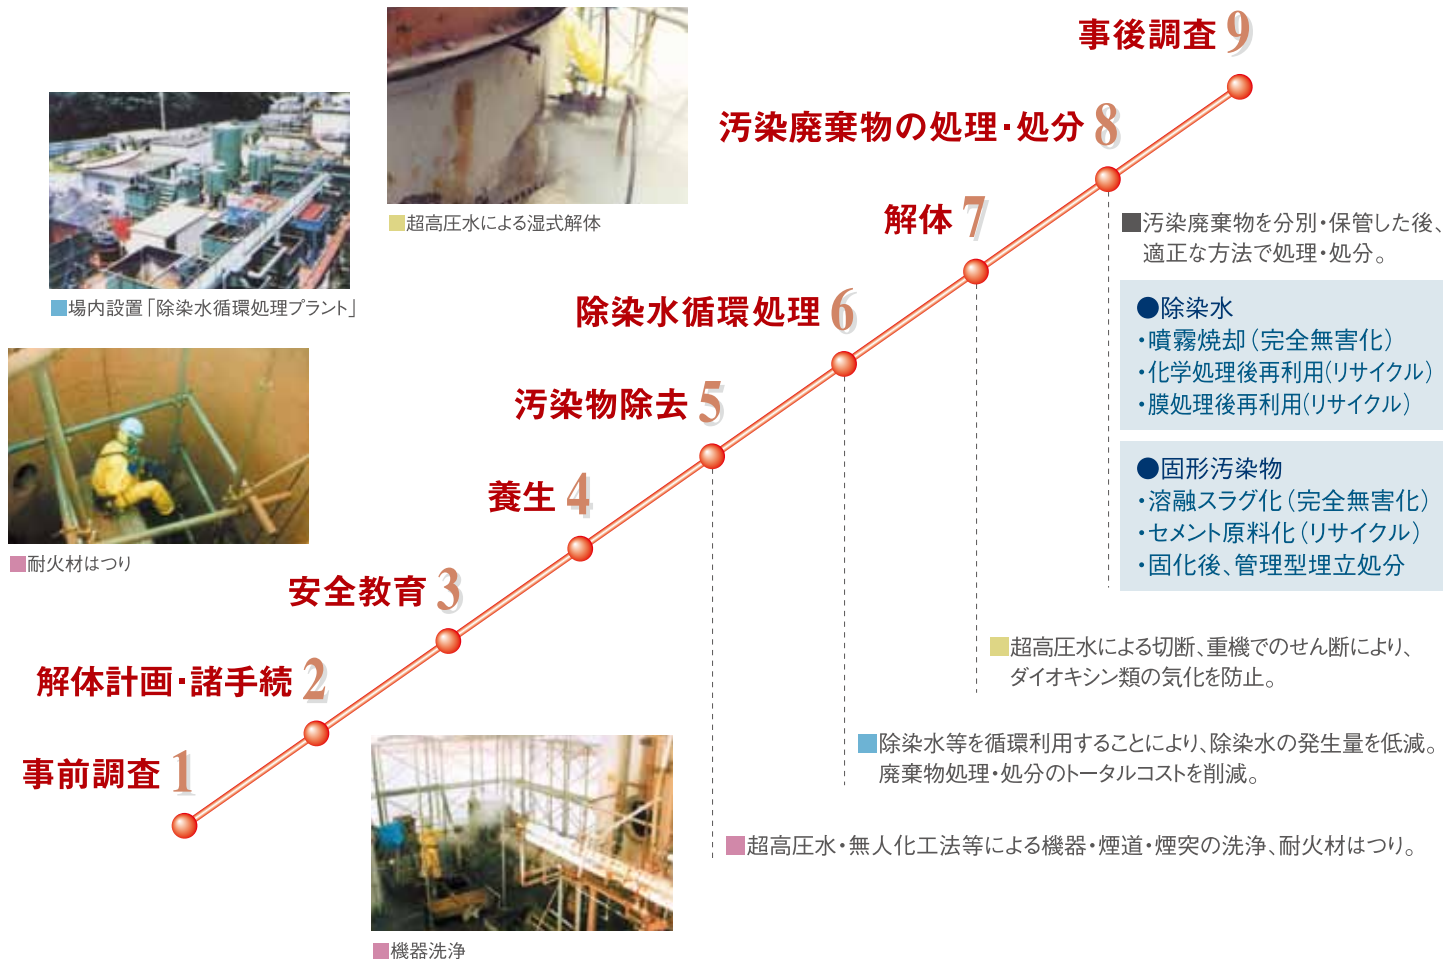 事後調査 9
汚染廃棄物の処理・処分 8
解体 7
除染水循環処理 6
汚染物除去 5
養生 4
安全教育 3
解体計画・諸手続 2
事前調査 1
■超高圧水による湿式解体
■場内設置「除染水循環処理プラント」
■耐火材はつり
■機器洗浄
■汚染廃棄物を分別・保管した後、
適正な方法で処理・処分。
●除染水
・噴霧焼却（完全無害化）
・化学処理後再利用(リサイクル)
・膜処理後再利用(リサイクル)
●固形汚染物
・溶融スラグ化（完全無害化）
・セメント原料化（リサイクル）
・固化後、管理型埋立処分
■超高圧水による切断、重機でのせん断により、
ダイオキシン類の気化を防止。
■除染水等を循環利用することにより、除染水の発生量を低減。
廃棄物処理・処分のトータルコストを削減。
■超高圧水・無人化工法等による機器・煙道・煙突の洗浄、耐火材はつり。